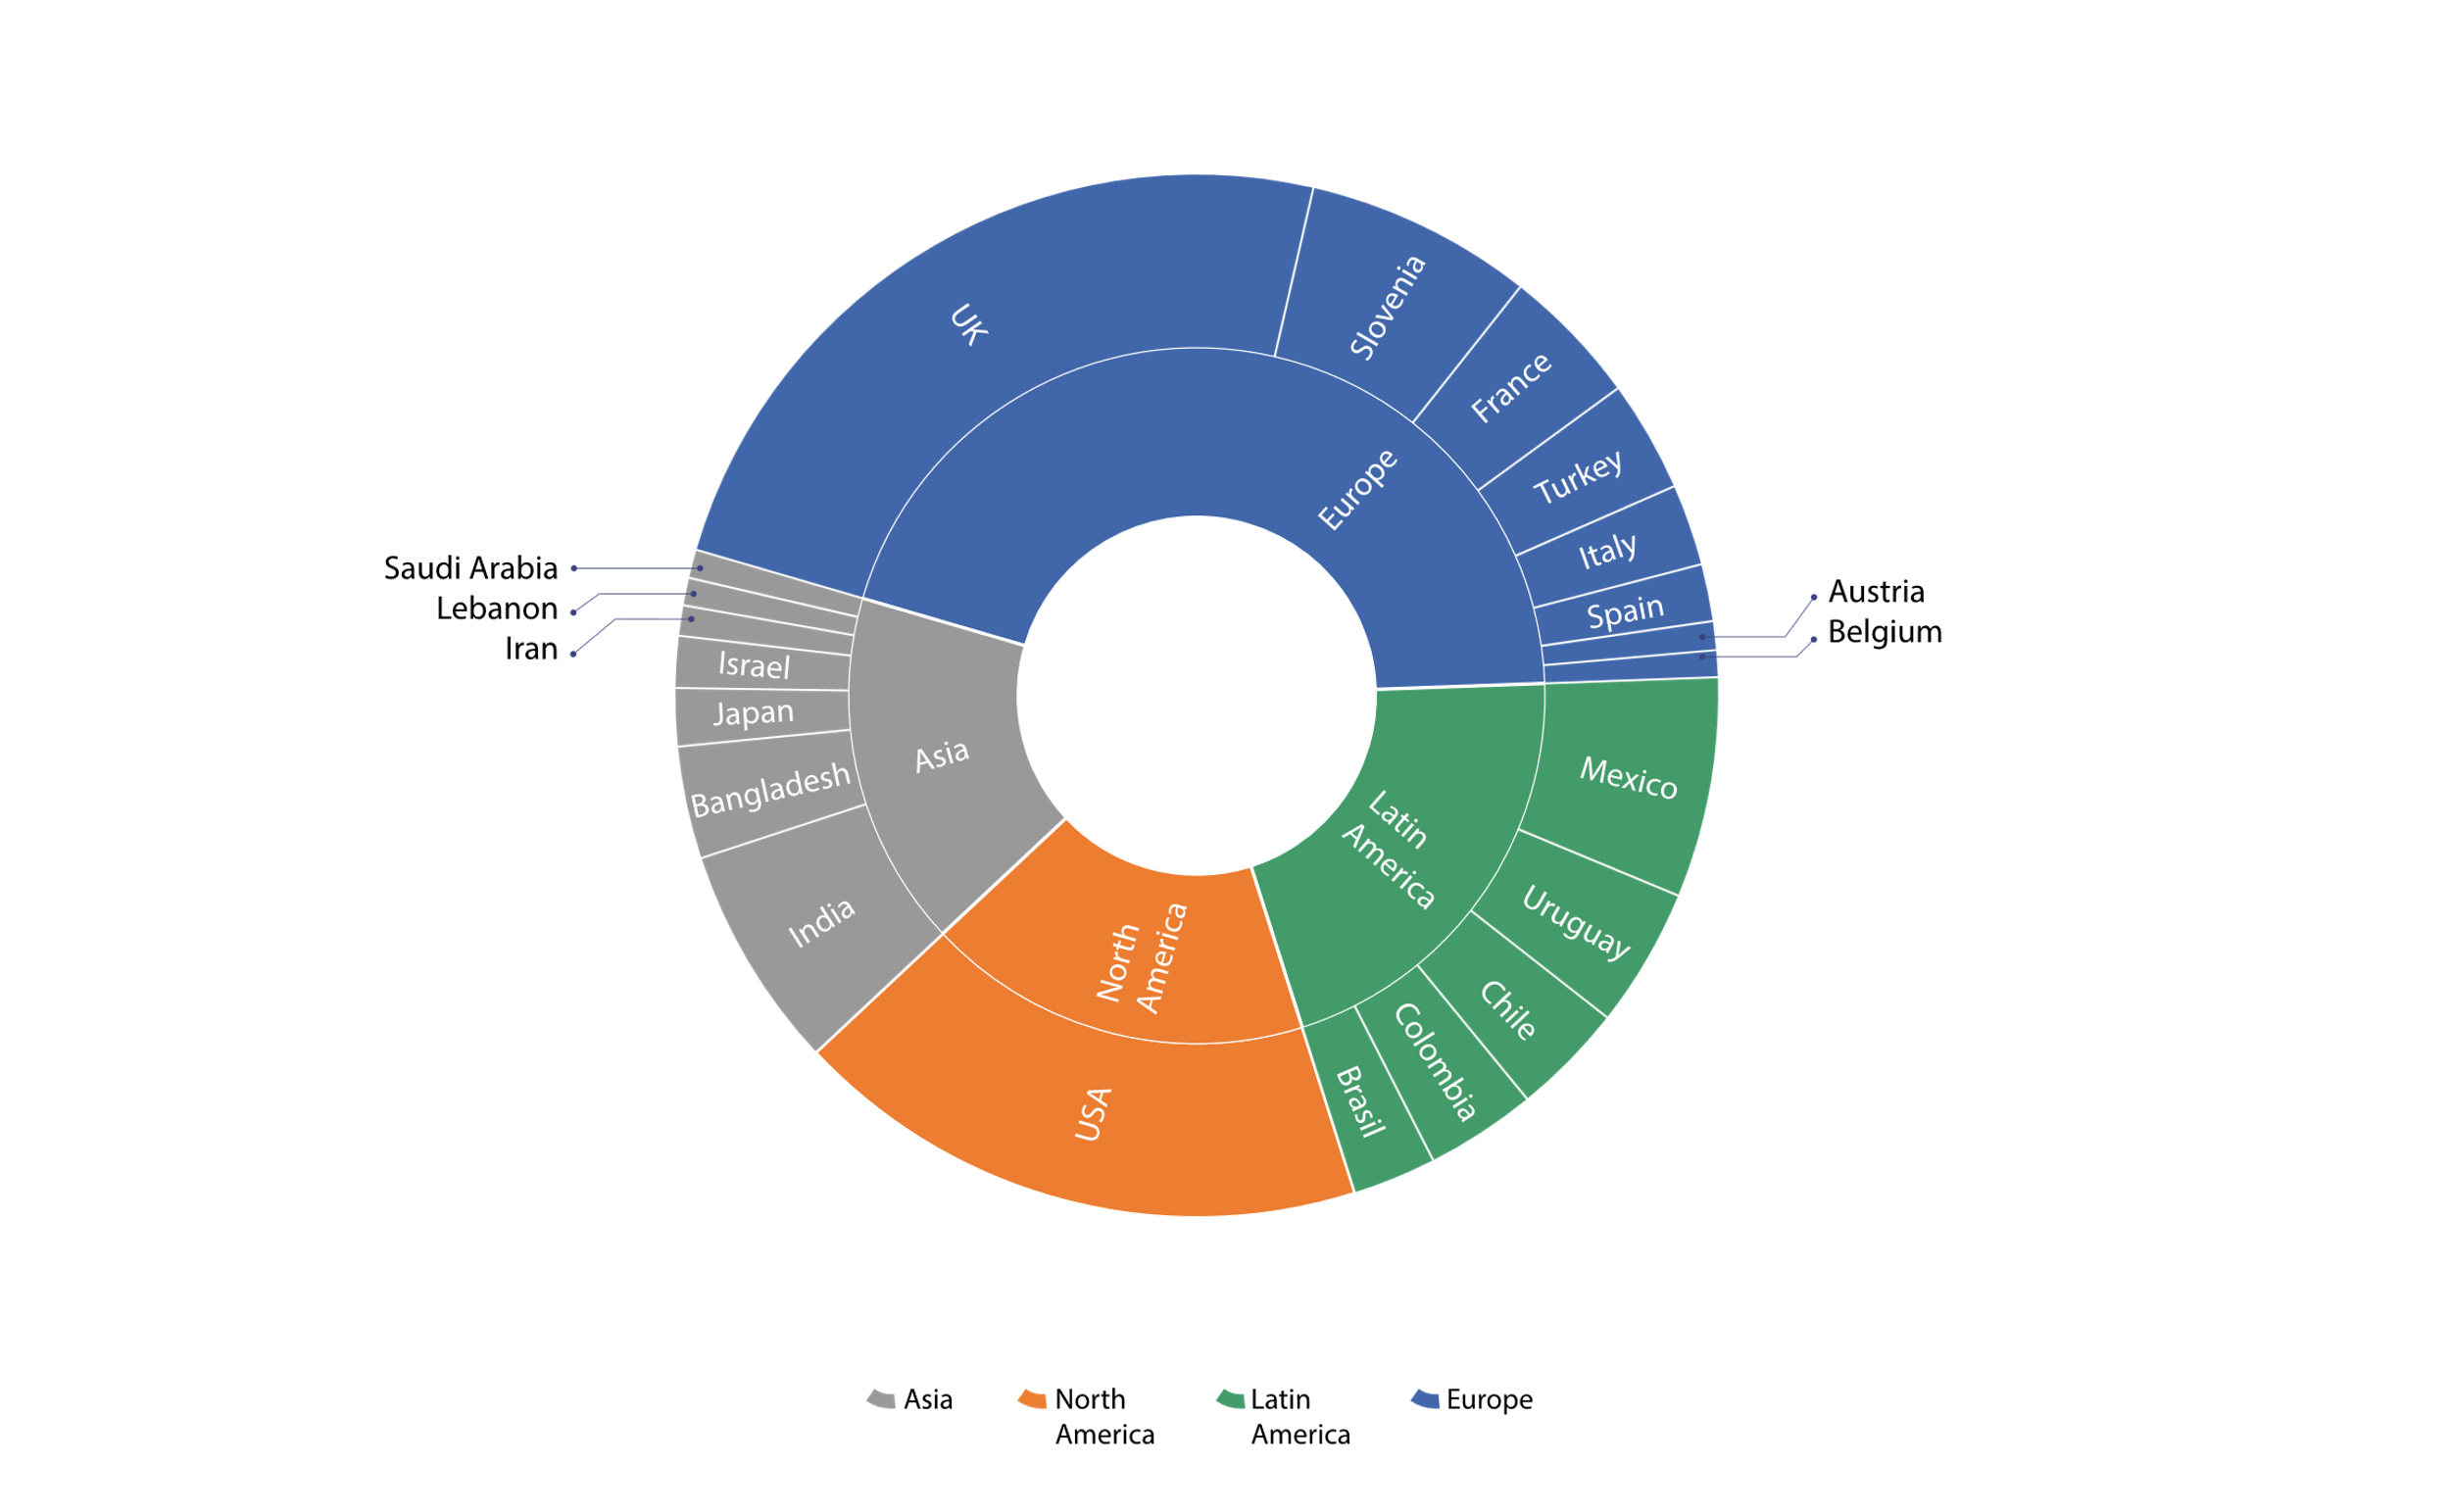 UK
Slovenia
France
Turkey
Italy
Spain
Austria
Belgium
Europe
Saudi Arabia
Lebanon
Iran
Israel
Japan
Bangladesh
India
Asia
Mexico
Uruguay
Chile
Colombia
Brasil
Latin
America
North
America
USA
Asia
North
America
Latin
America
Europe